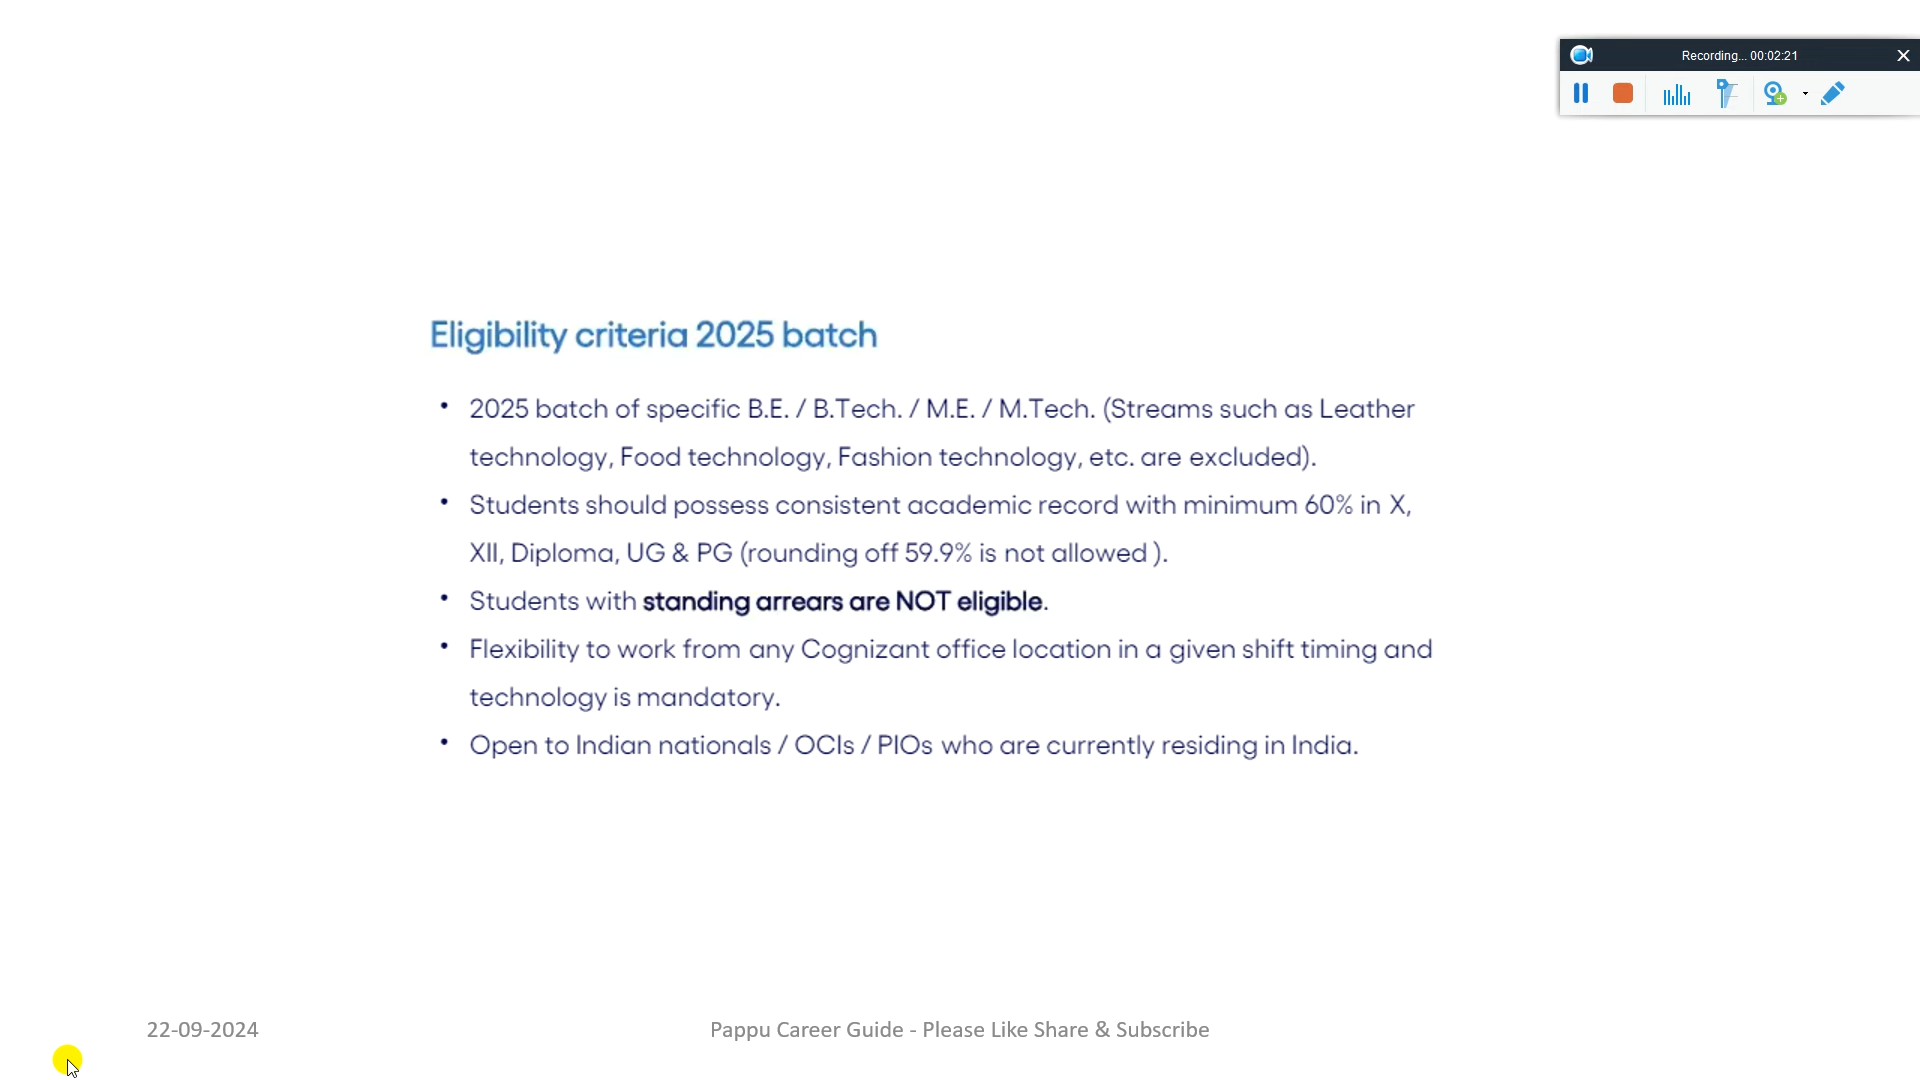 Recording... 00:02:21
Eligibility criteria 2025 batch
• 2025 batch of specific B.E. / B.Tech. / M.E. / M.Tech. (Streams such as Leather
technology, Food technology, Fashion technology, etc. are excluded).
• Students should possess consistent academic record with minimum 60% in X,
XII, Diploma, UG & PG (rounding off 59.9% is not allowed ).
• Students with standing arrears are NOT eligible.
• Flexibility to work from any Cognizant office location in a given shift timing and
technology is mandatory.
• Open to Indian nationals / OCIs / PIOs who are currently residing in India.
22-09-2024
Pappu Career Guide - Please Like Share & Subscribe